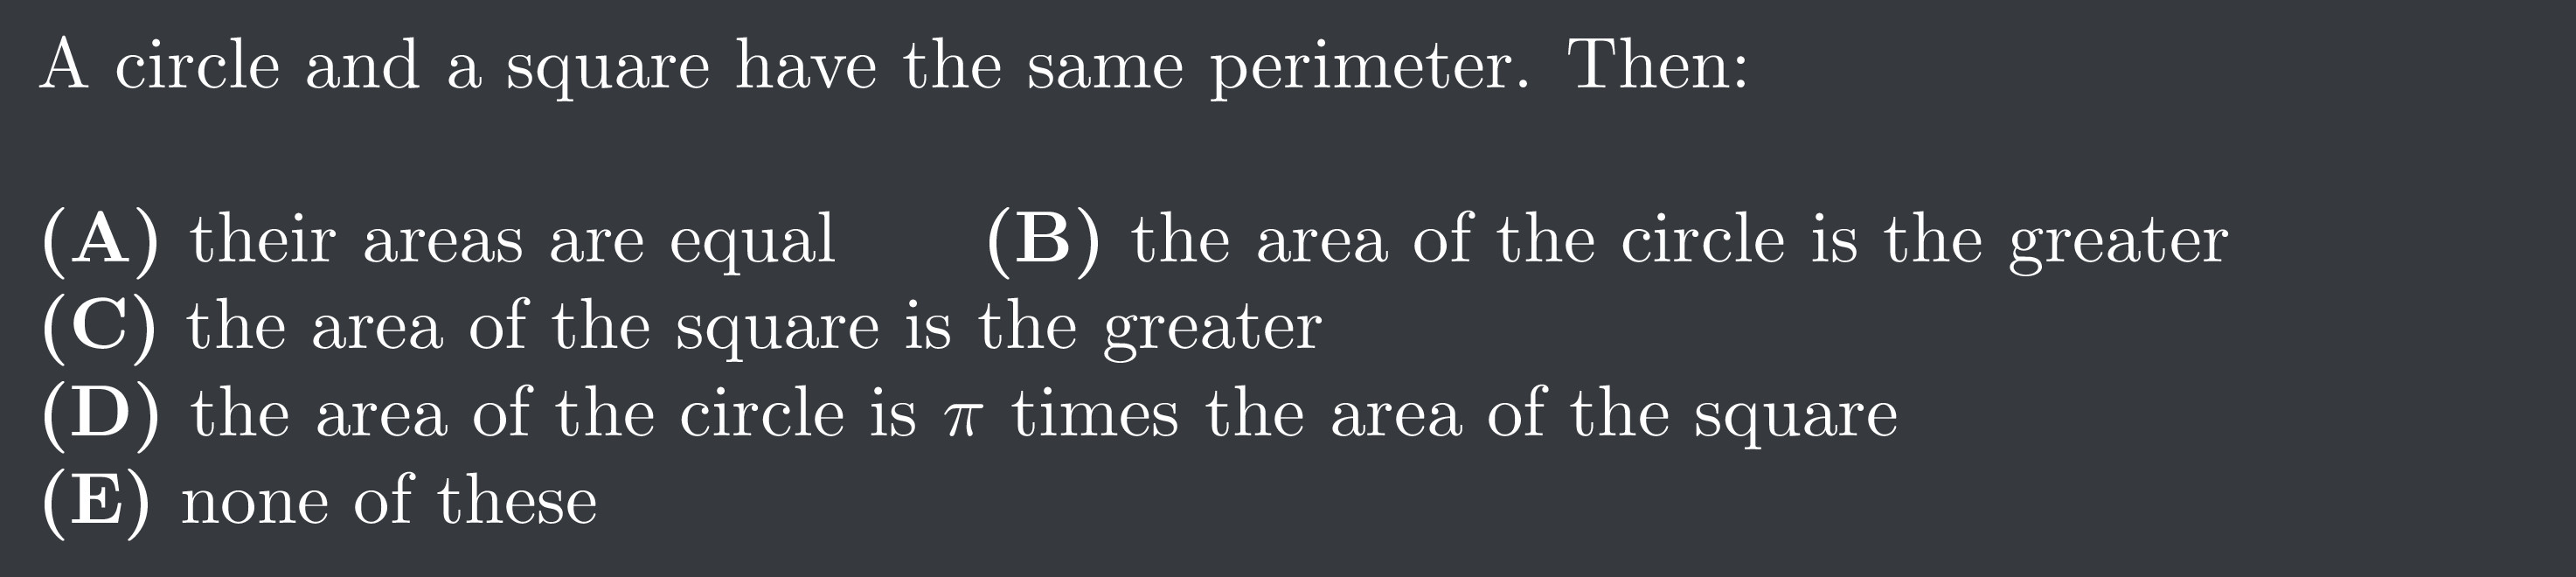 A circle and a square have the same perimeter. Then:
(A) their areas are equal (B) the area of the circle is the greater
(C) the area of the square is the greater
(D) the area of the circle is π times the area of the square
(E) none of these